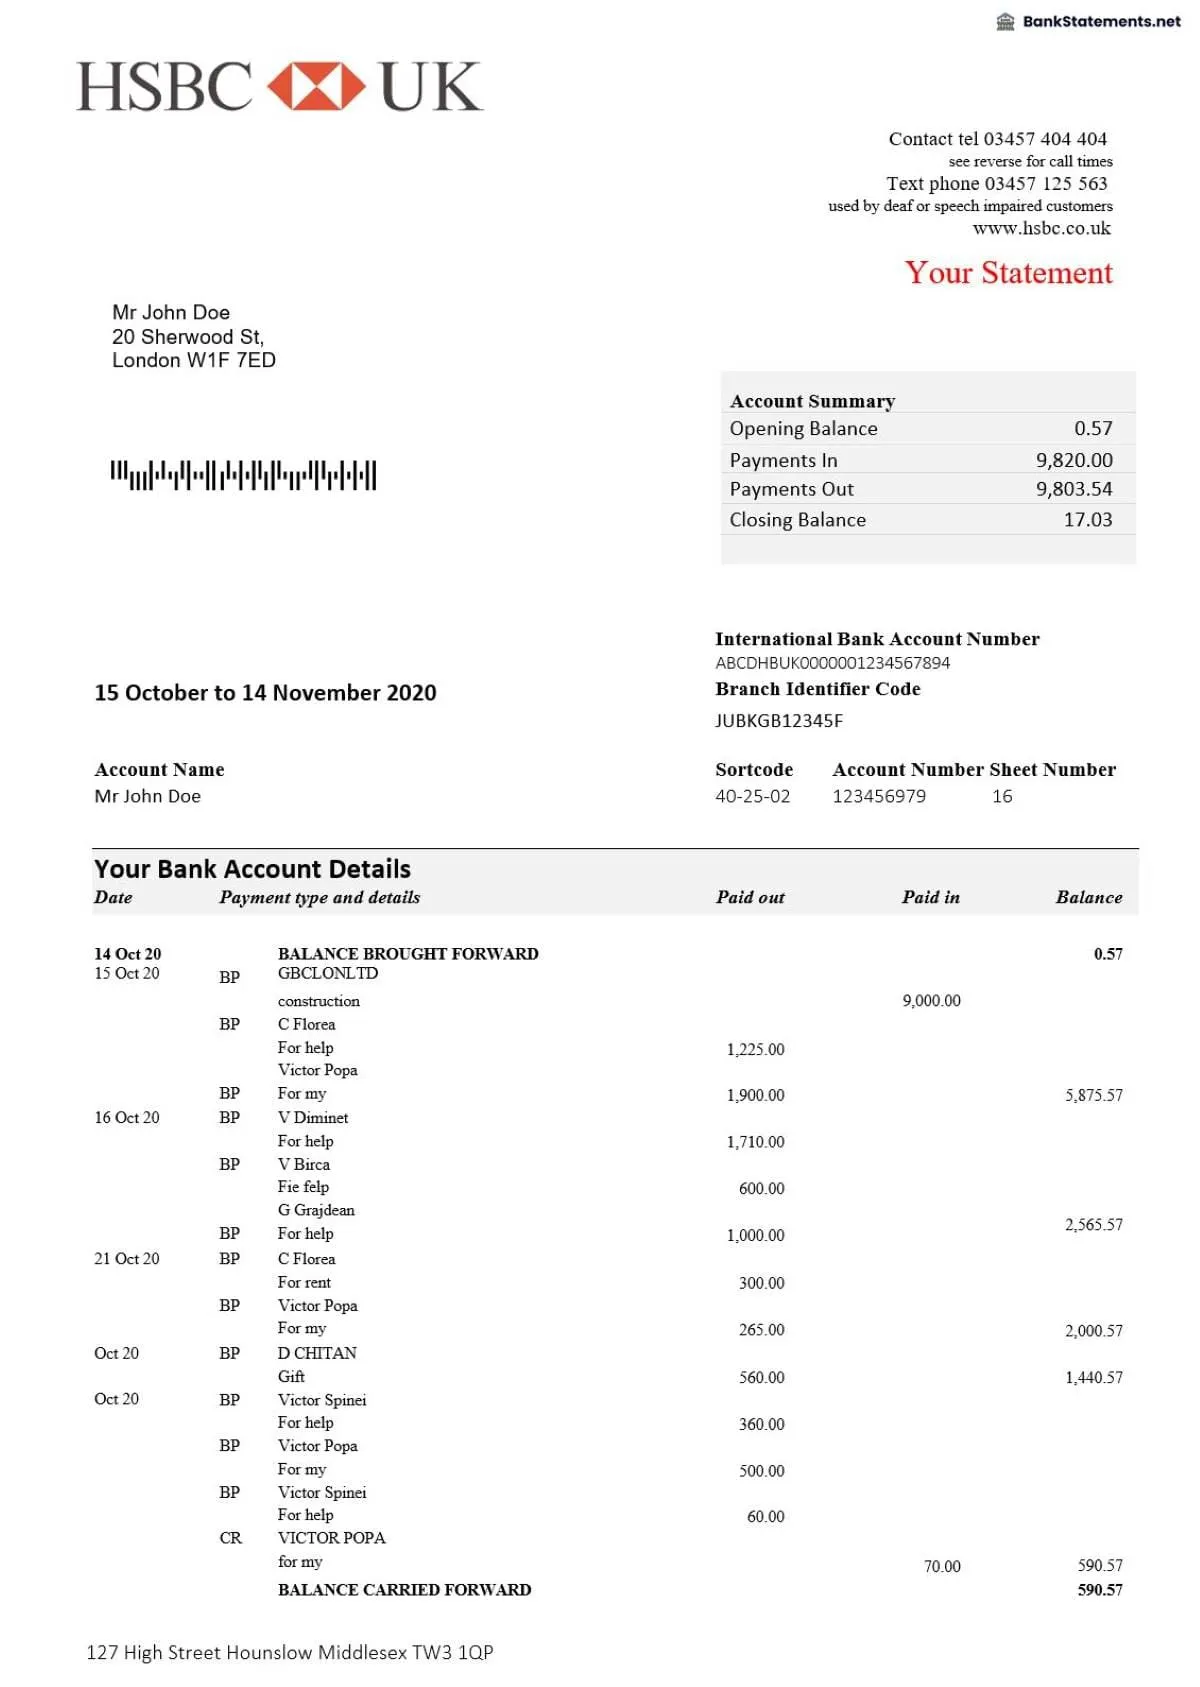 BankStatements.net
HSBC UK
Contact tel 03457 404 404
see reverse for call times
Text phone 03457 125 563
used by deaf or speech impaired customers
www.hsbc.co.uk
Your Statement
Mr John Doe
20 Sherwood St,
London W1F 7ED
Account Summary
Opening Balance 0.57
Payments In 9,820.00
Payments Out 9,803.54
Closing Balance 17.03
International Bank Account Number
ABCDHBUK0000001234567894
15 October to 14 November 2020
Branch Identifier Code
JUBKGB12345F
Account Name Sortcode Account Number Sheet Number
Mr John Doe 40-25-02 123456979 16
Your Bank Account Details
Date Payment type and details Paid out Paid in Balance
14 Oct 20 BALANCE BROUGHT FORWARD 0.57
15 Oct 20 BP GBCLONLTD
construction 9,000.00
BP C Florea
For help 1,225.00
Victor Popa
BP For my 1,900.00 5,875.57
16 Oct 20 BP V Diminet
For help 1,710.00
BP V Birca
Fie felp 600.00
G Grajdean
BP For help 1,000.00 2,565.57
21 Oct 20 BP C Florea
For rent 300.00
BP Victor Popa
For my 265.00 2,000.57
Oct 20 BP D CHITAN
Gift 560.00 1,440.57
Oct 20 BP Victor Spinei
For help 360.00
BP Victor Popa
For my 500.00
BP Victor Spinei
For help 60.00
CR VICTOR POPA
for my 70.00 590.57
BALANCE CARRIED FORWARD 590.57
127 High Street Hounslow Middlesex TW3 1QP